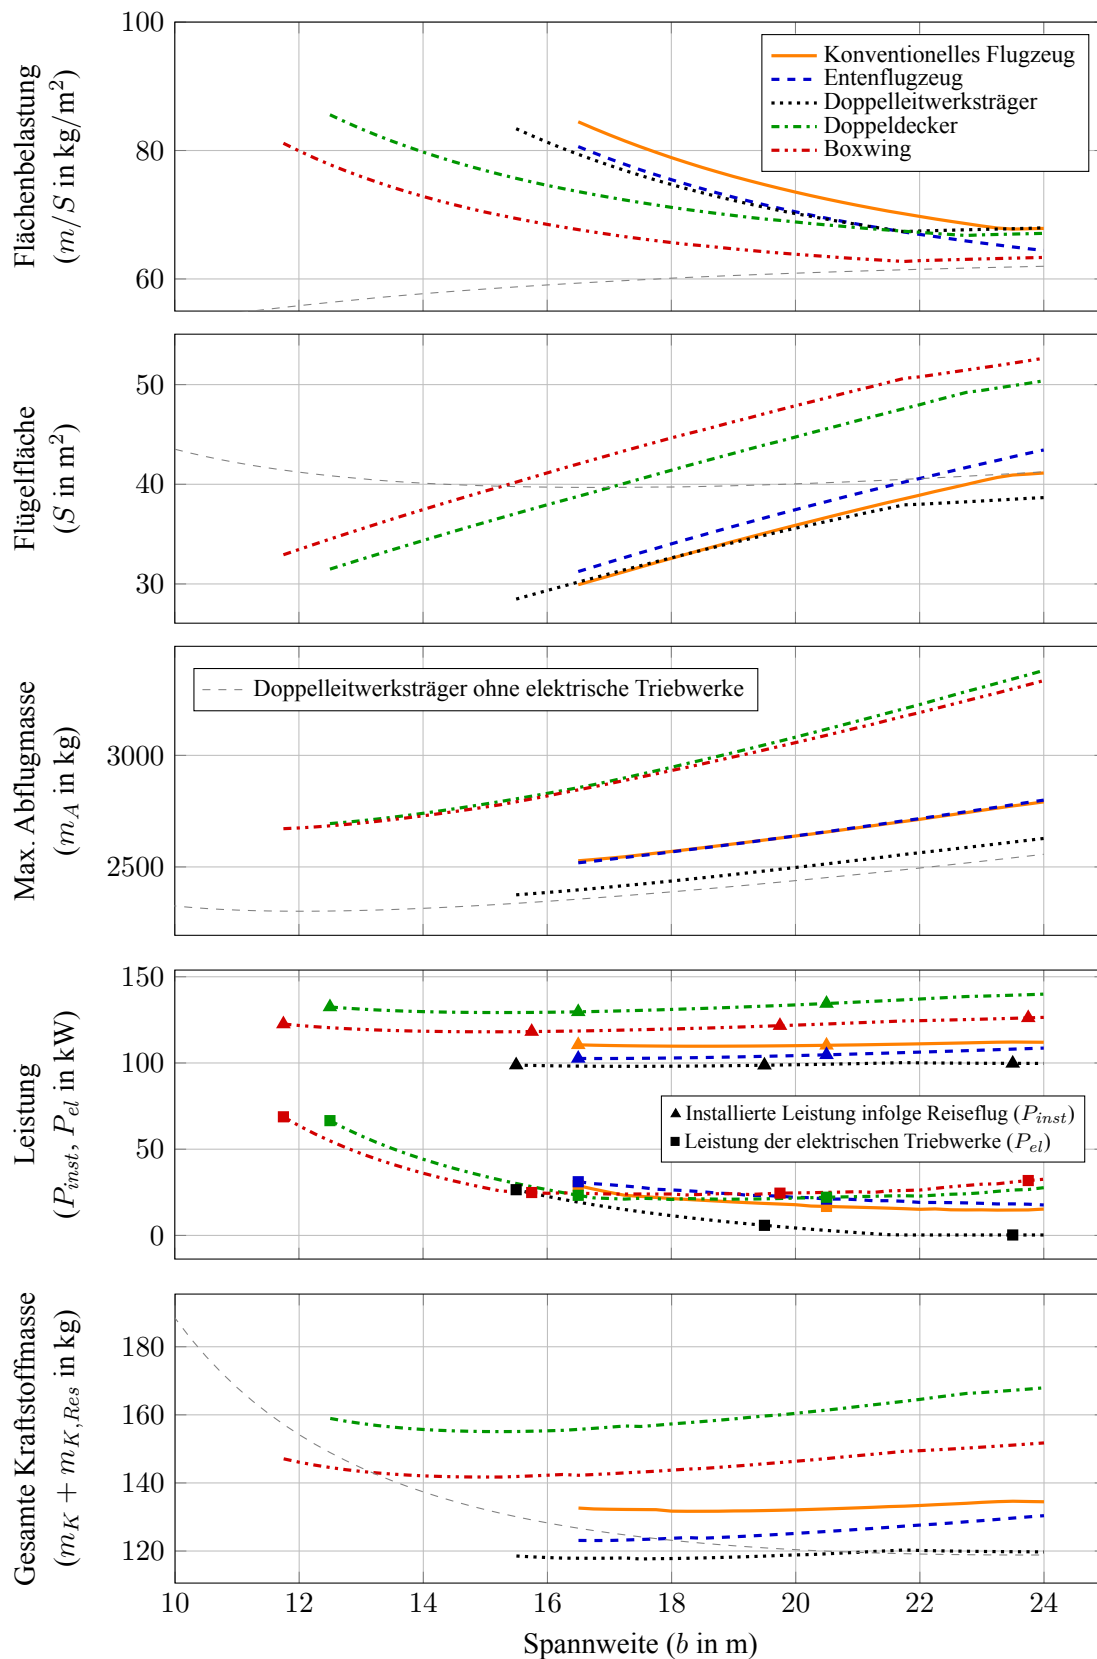 100
80
60
Flächenbelastung
(m/S in kg/m²)
Konventionelles Flugzeug
Entenflugzeug
Doppelleitwerksträger
Doppeldecker
Boxwing
50
40
30
Flügelfläche
(S in m²)
3000
2500
Max. Abflugmasse
(m_A in kg)
Doppelleitwerksträger ohne elektrische Triebwerke
150
100
50
0
Leistung
(P_inst, P_el in kW)
Installierte Leistung infolge Reiseflug (P_inst)
Leistung der elektrischen Triebwerke (P_el)
180
160
140
120
Gesamte Kraftstoffmasse
(m_K + m_K,Res in kg)
10 12 14 16 18 20 22 24
Spannweite (b in m)